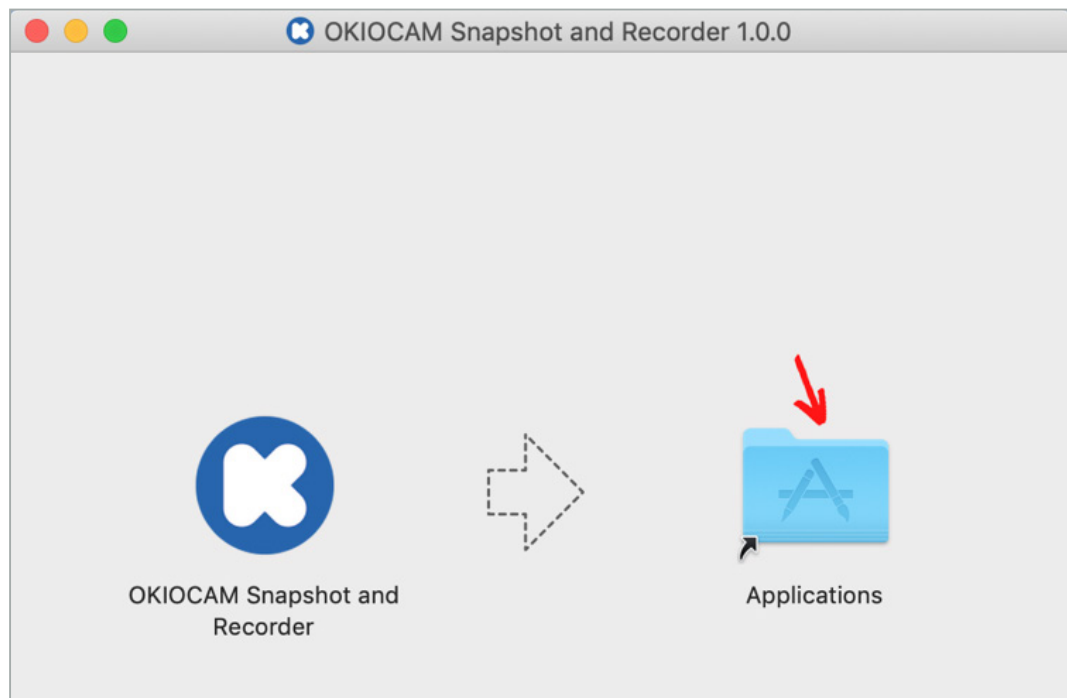 OKIOCAM Snapshot and Recorder 1.0.0
OKIOCAM Snapshot and
Recorder
Applications